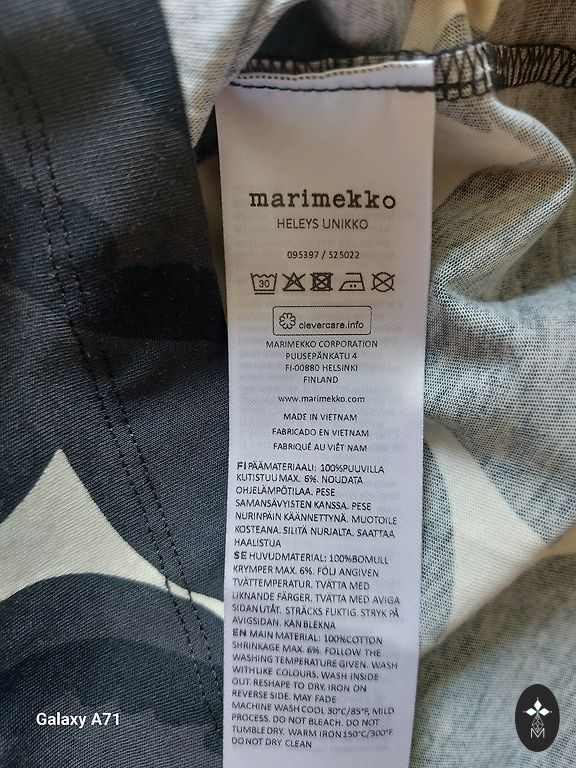 marimekko
HELEYS UNIKKO
095397 / 525022
30
clevercare.info
MARIMEKKO CORPORATION
PUUSEPÄNKATU 4
FI-00880 HELSINKI
FINLAND
www.marimekko.com
MADE IN VIETNAM
FABRICADO EN VIETNAM
FABRIQUÉ AU VIÊT NAM
FI PÄÄMATERIAALI: 100%PUUVILLA
KUTISTUU MAX. 6%. NOUDATA
OHJELÄMPÖTILAA. PESE
SAMANSÄVYISTEN KANSSA. PESE
NURINPÄIN KÄÄNNETTYNÄ. MUOTOILE
KOSTEANA. SILITÄ NURJALTA. SAATTAA
HAALISTUA
SE HUVUDMATERIAL: 100%BOMULL
KRYMPER MAX. 6%. FÖLJ ANGIVEN
TVÄTTEMPERATUR. TVÄTTA MED
LIKNANDE FÄRGER. TVÄTTA MED AVIGA
SIDAN UTÅT. STRÄCKS FUKTIG. STRYK PÅ
AVIGSIDAN. KAN BLEKNA
EN MAIN MATERIAL: 100%COTTON
SHRINKAGE MAX. 6%. FOLLOW THE
WASHING TEMPERATURE GIVEN. WASH
WITH LIKE COLOURS. WASH INSIDE
OUT. RESHAPE TO DRY. IRON ON
REVERSE SIDE. MAY FADE
MACHINE WASH COLD 30°C/85°F, MILD
PROCESS. DO NOT BLEACH. DO NOT
TUMBLE DRY. WARM IRON 150°C/300°F
DO NOT DRY CLEAN
Galaxy A71
M